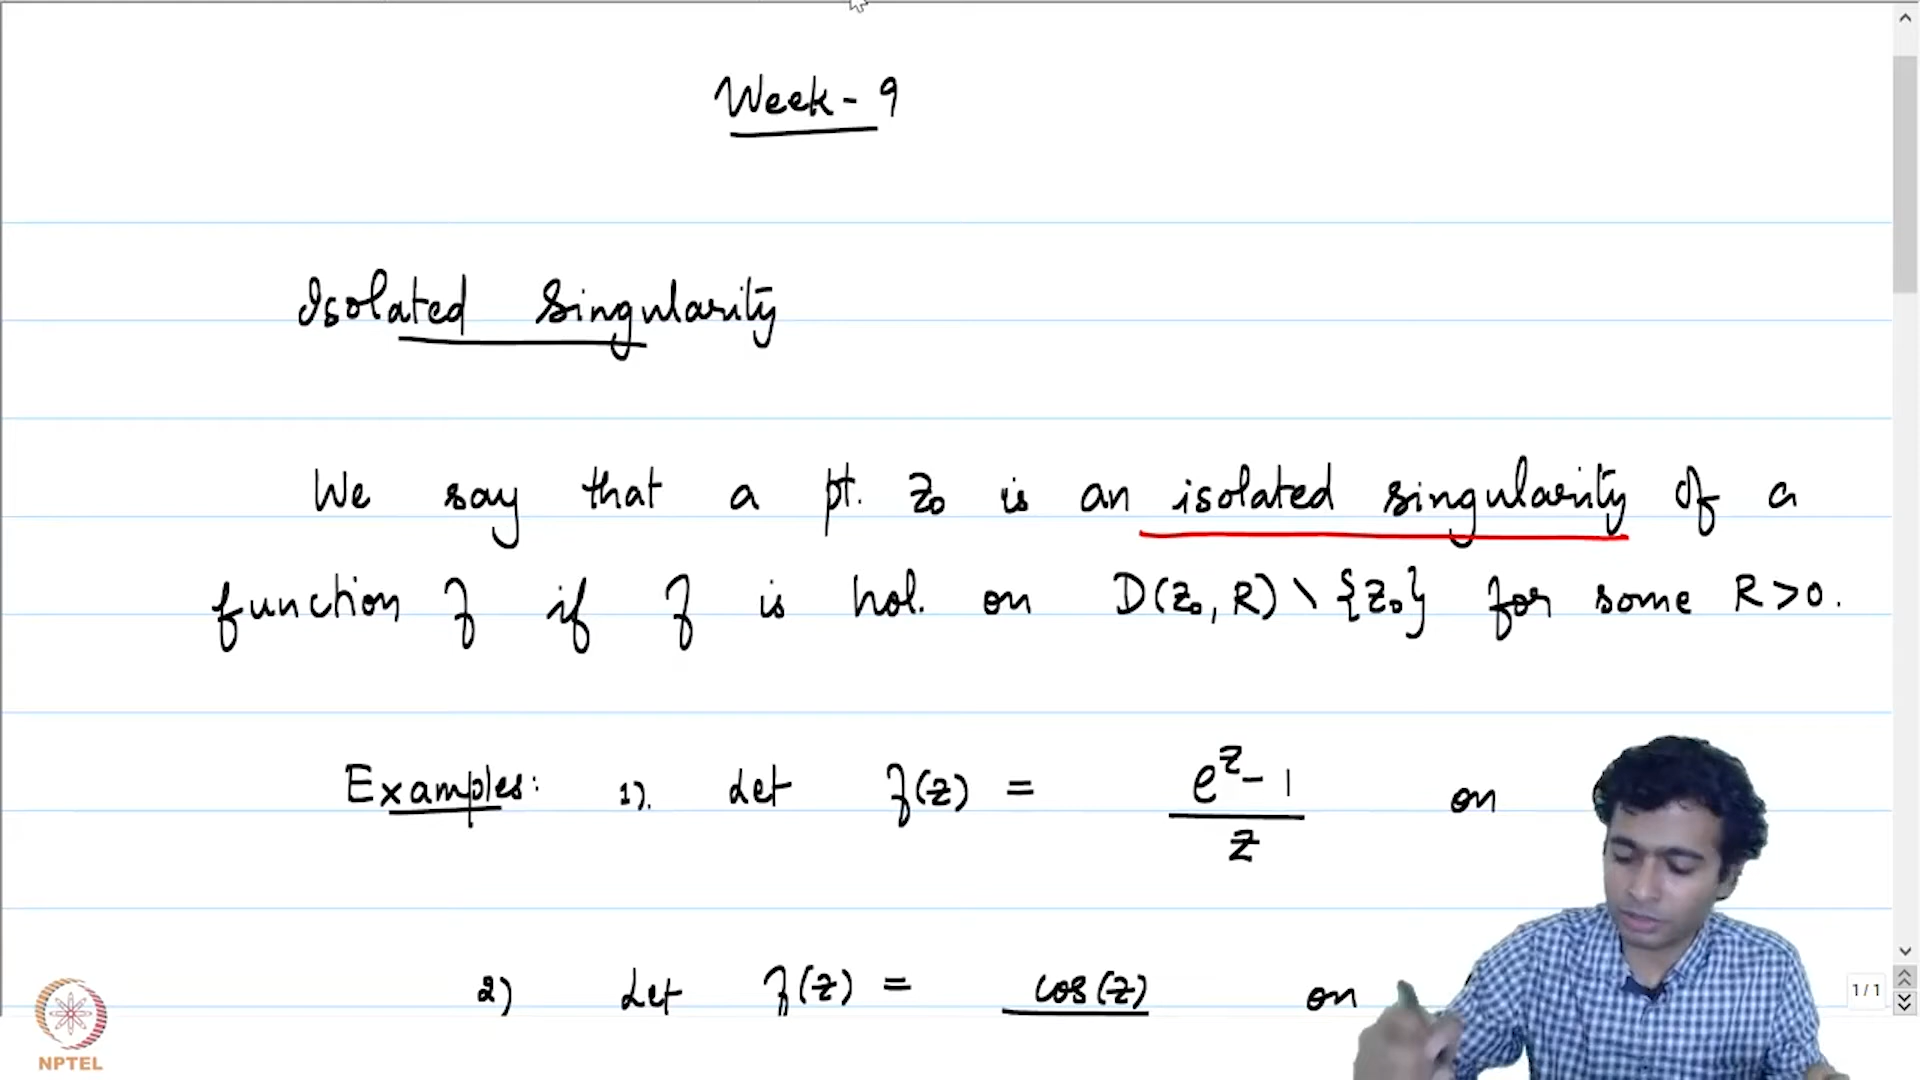 Week - 9
Isolated Singularity
We say that a pt. z₀ is an isolated singularity of a
function f if f is hol. on D(z₀, R) \ {z₀} for some R > 0.
Examples: 1). Let f(z) = (e^z - 1)/z on
2) Let f(z) = cos(z) on
1 / 1
NPTEL